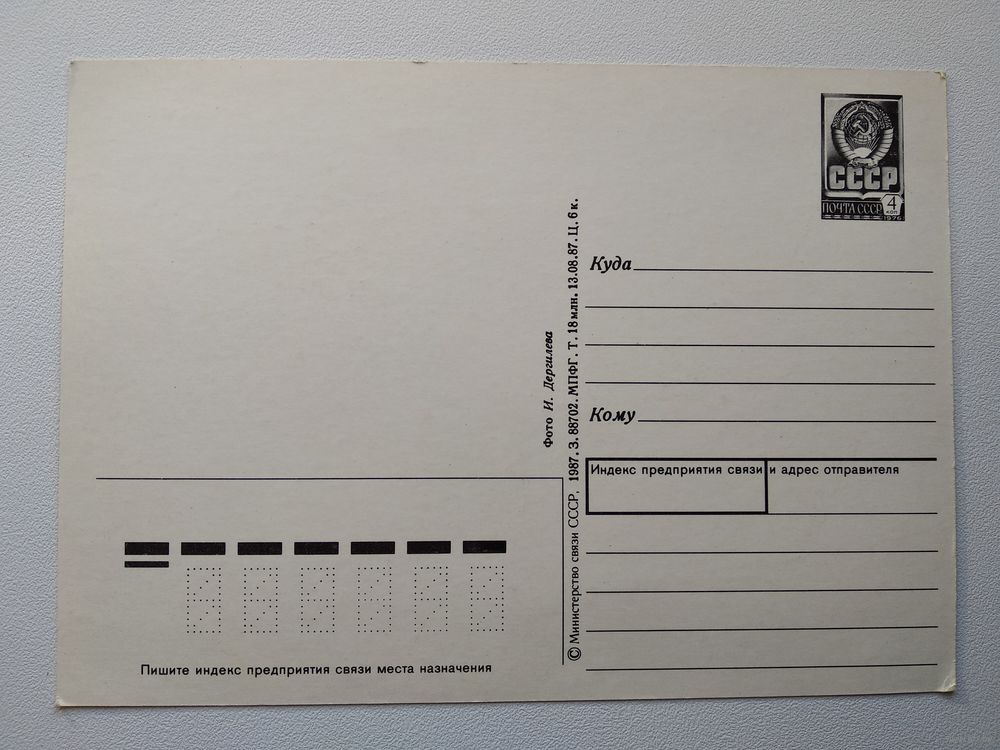 СССР
ПОЧТА СССР 4 КОП
1976
Куда
Кому
Индекс предприятия связи и адрес отправителя
Фото И. Дергилева
© Министерство связи СССР, 1987. З. 88702. МПФГ. Т. 18 млн. 13.08.87. Ц. 6 к.
Пишите индекс предприятия связи места назначения